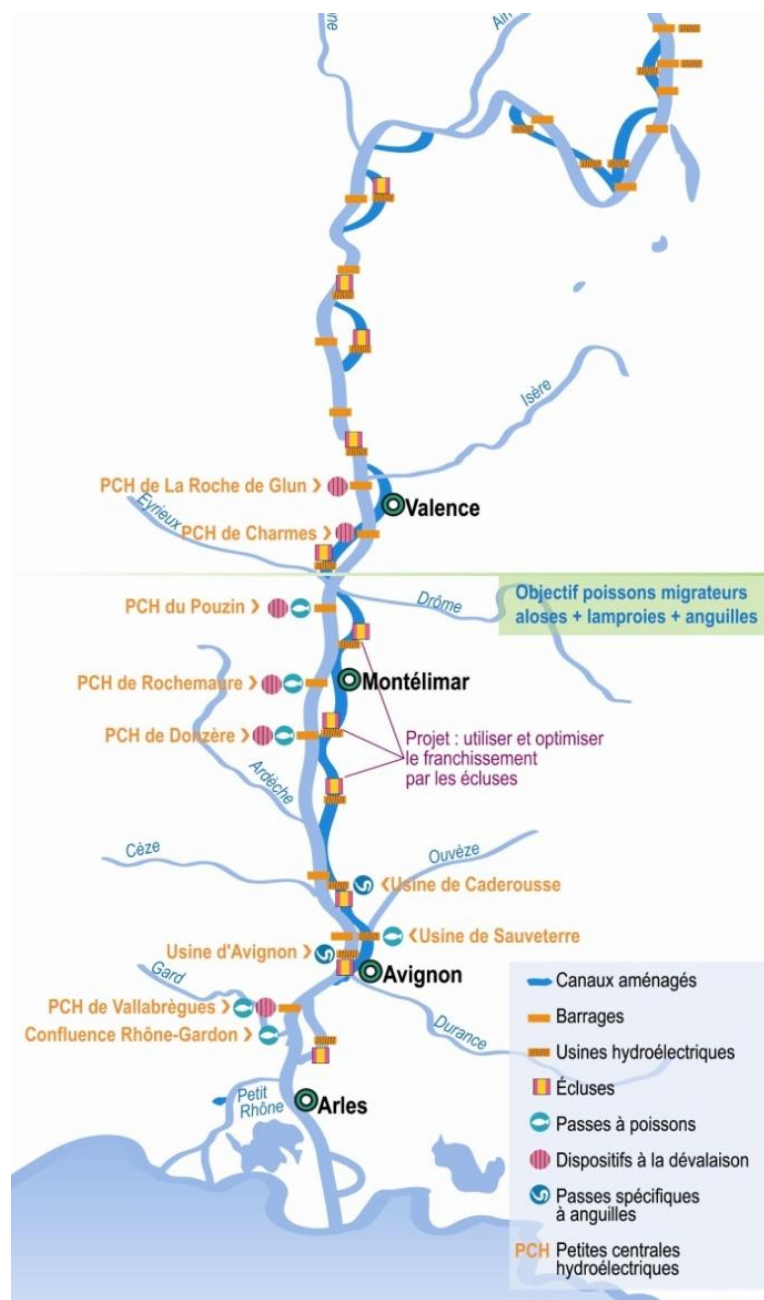 Ain
Isère
PCH de La Roche de Glun >
Eyrieux
Valence
PCH de Charmes >
Objectif poissons migrateurs
aloses + lamproies + anguilles
Drôme
PCH du Pouzin >
PCH de Rochemaure >
Montélimar
PCH de Donzère >
Projet : utiliser et optimiser
le franchissement
par les écluses
Ardèche
Cèze
Ouvèze
<Usine de Caderousse
<Usine de Sauveterre
Usine d'Avignon >
Gard
Avignon
PCH de Vallabrègues >
Confluence Rhône-Gardon >
Durance
Petit
Rhône
Arles
Canaux aménagés
Barrages
Usines hydroélectriques
Écluses
Passes à poissons
Dispositifs à la dévalaison
Passes spécifiques
à anguilles
PCH Petites centrales
hydroélectriques